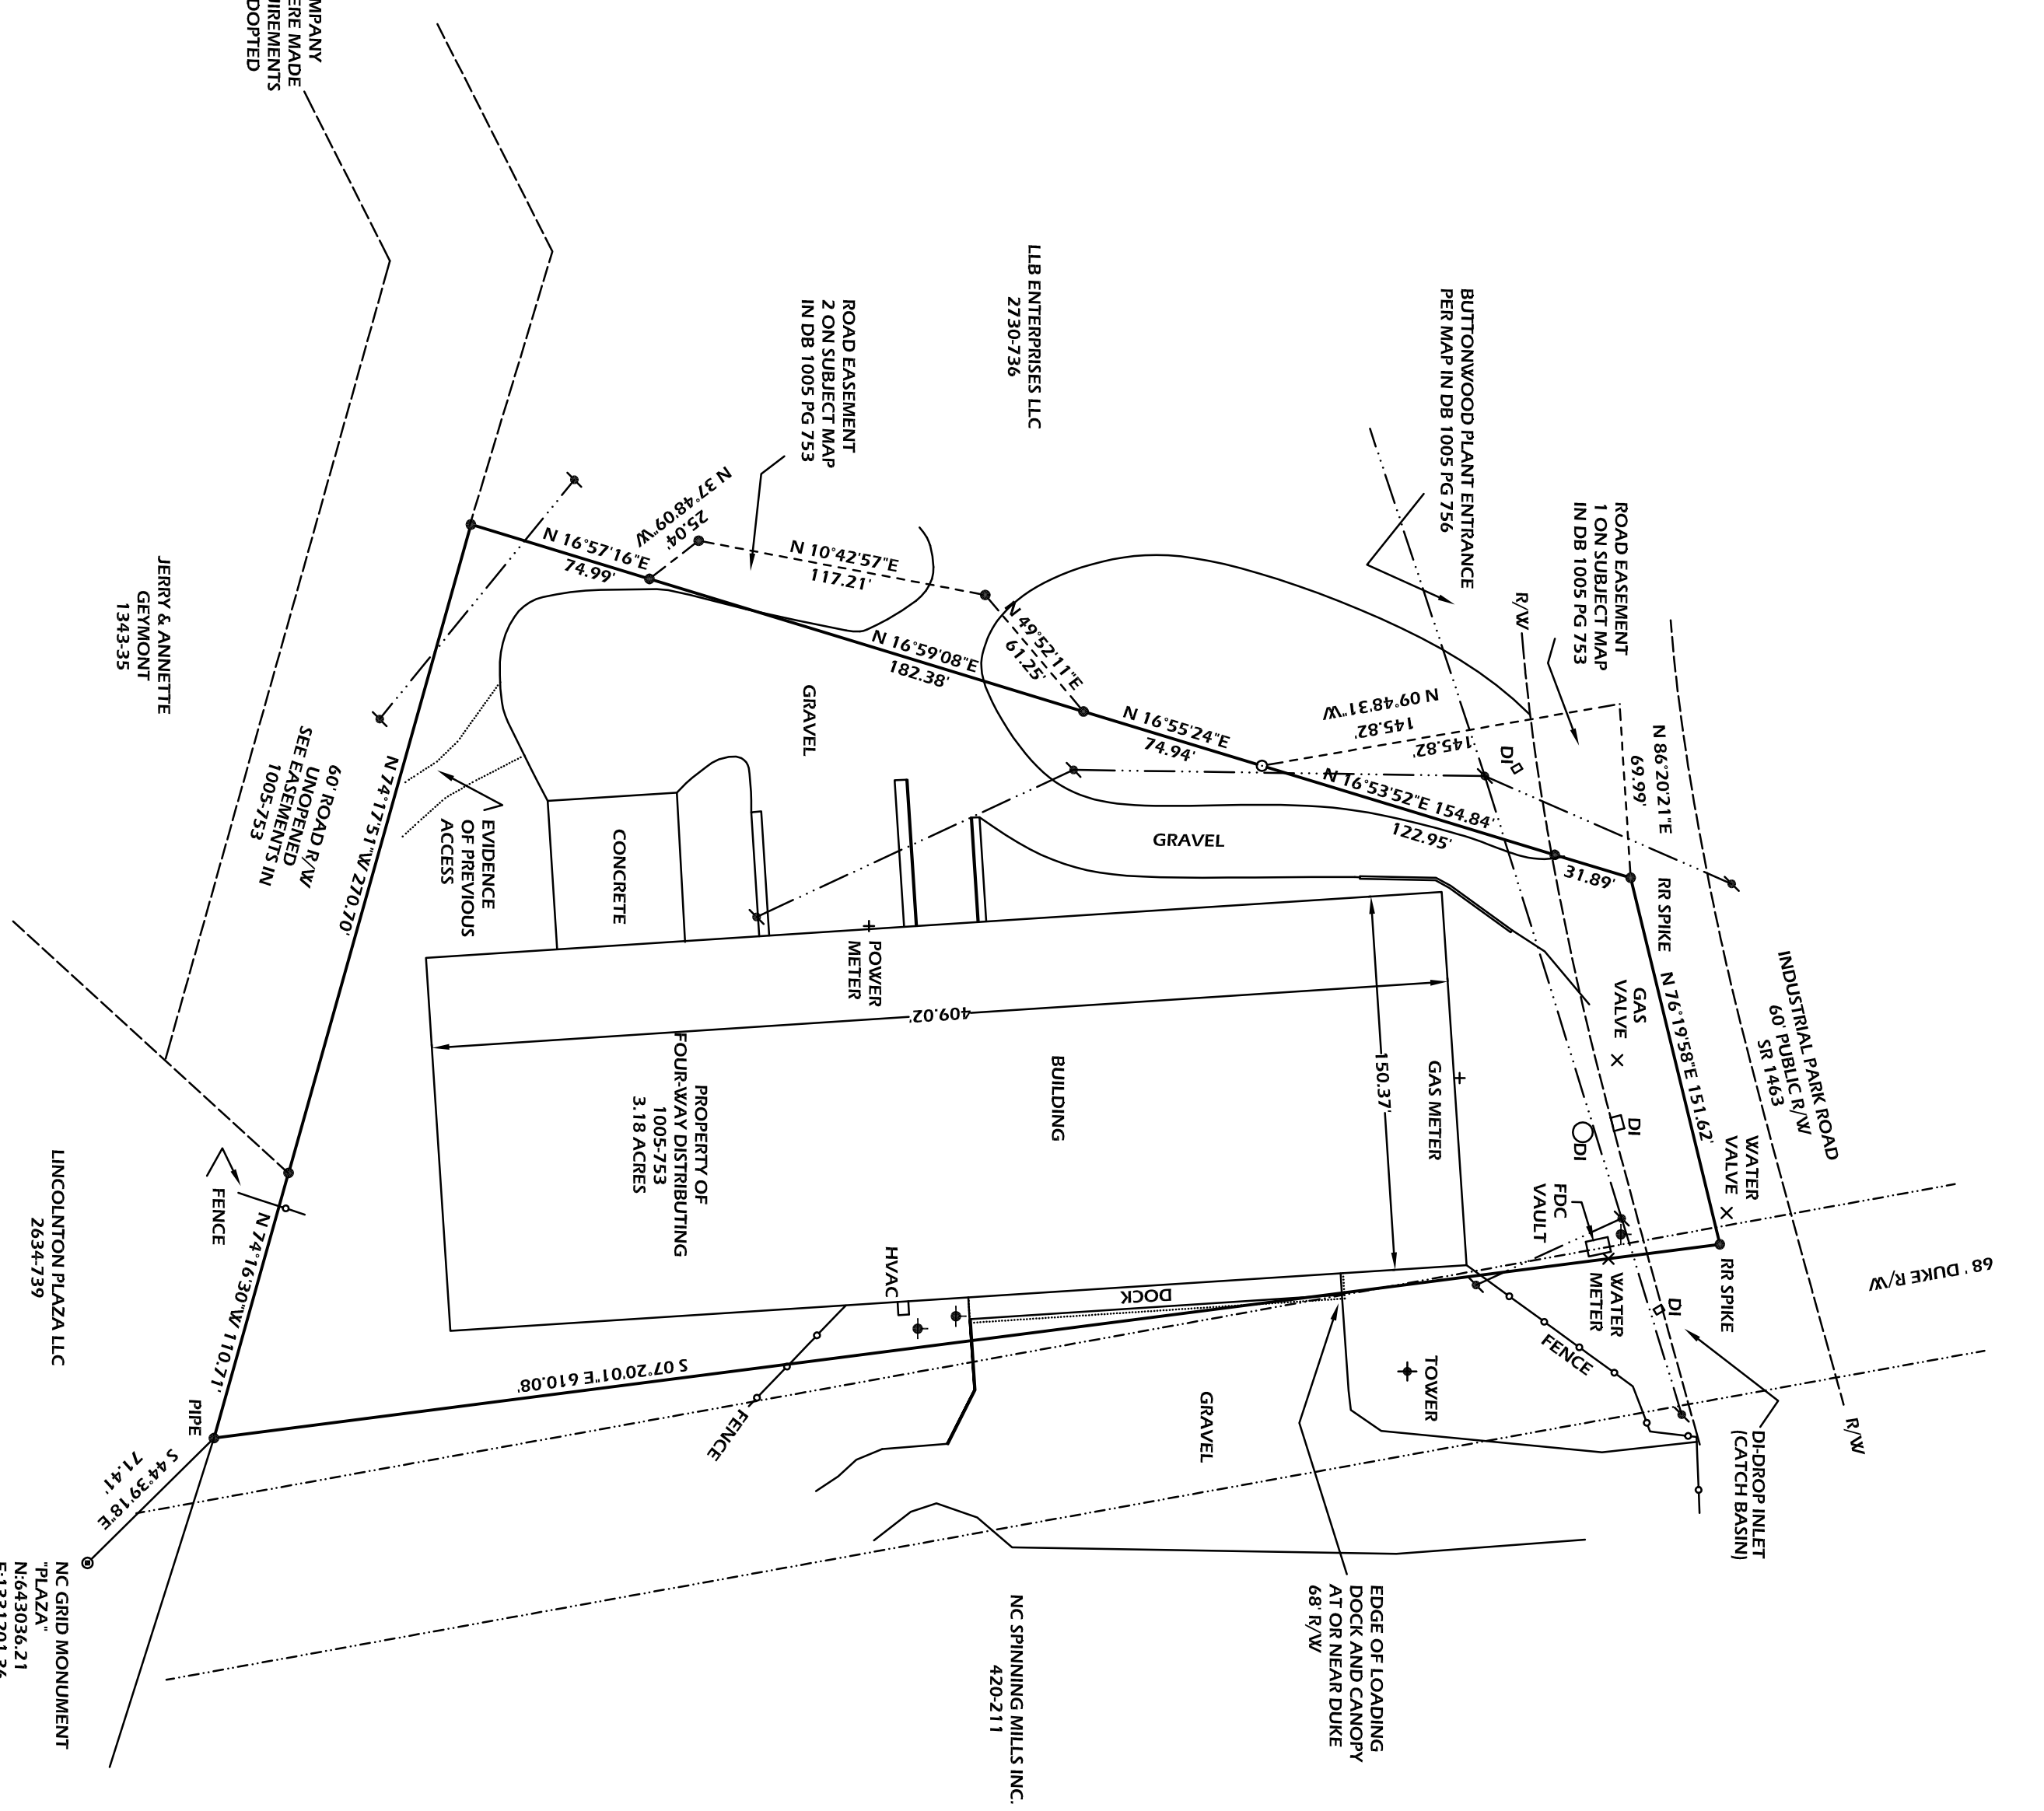 MPANY
ERE MADE
IREMENTS
DOPTED
LLB ENTERPRISES LLC
2730-736
ROAD EASEMENT
2 ON SUBJECT MAP
IN DB 1005 PG 753
BUTTONWOOD PLANT ENTRANCE
PER MAP IN DB 1005 PG 756
ROAD EASEMENT
1 ON SUBJECT MAP
IN DB 1005 PG 753
R/W
N 37°48'09"W
25.04'
N 16°57'16"E
74.99'
N 10°42'57"E
117.21'
N 49°52'11"E
61.25'
N 16°59'08"E
182.38'
N 16°55'24"E
74.94'
N 09°48'31"W
145.82'
145.82'
DI
N 86°20'21"E
69.99'
N 16°53'52"E 154.84'
122.95'
31.89'
RR SPIKE
N 76°19'58"E 151.62'
INDUSTRIAL PARK ROAD
60' PUBLIC R/W
SR 1463
JERRY & ANNETTE
GEYMONT
1343-35
60' ROAD R/W
UNOPENED
SEE EASEMENTS IN
1005-753
N 74°17'51"W 270.70'
EVIDENCE
OF PREVIOUS
ACCESS
CONCRETE
GRAVEL
GRAVEL
POWER
METER
409.02'
150.37'
GAS METER
GAS
VALVE
DI
DI
WATER
VALVE
BUILDING
PROPERTY OF
FOUR-WAY DISTRIBUTING
1005-753
3.18 ACRES
HVAC
DOCK
FDC
VAULT
WATER
METER
DI
RR SPIKE
68' DUKE R/W
R/W
FENCE
N 74°16'30"W 110.71'
LINCOLNTON PLAZA LLC
2634-739
PIPE
S 07°20'01"E 610.08'
FENCE
FENCE
TOWER
GRAVEL
DI-DROP INLET
(CATCH BASIN)
S 44°39'18"E
71.41'
NC GRID MONUMENT
"PLAZA"
N:643036.21
NC SPINNING MILLS INC.
420-211
EDGE OF LOADING
DOCK AND CANOPY
AT OR NEAR DUKE
68' R/W